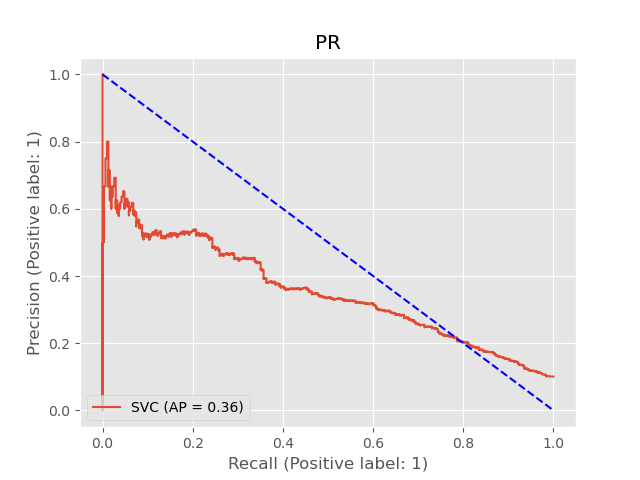 PR
1.0
0.8
0.6
0.4
0.2
0.0
Precision (Positive label: 1)
SVC (AP = 0.36)
0.0 0.2 0.4 0.6 0.8 1.0
Recall (Positive label: 1)